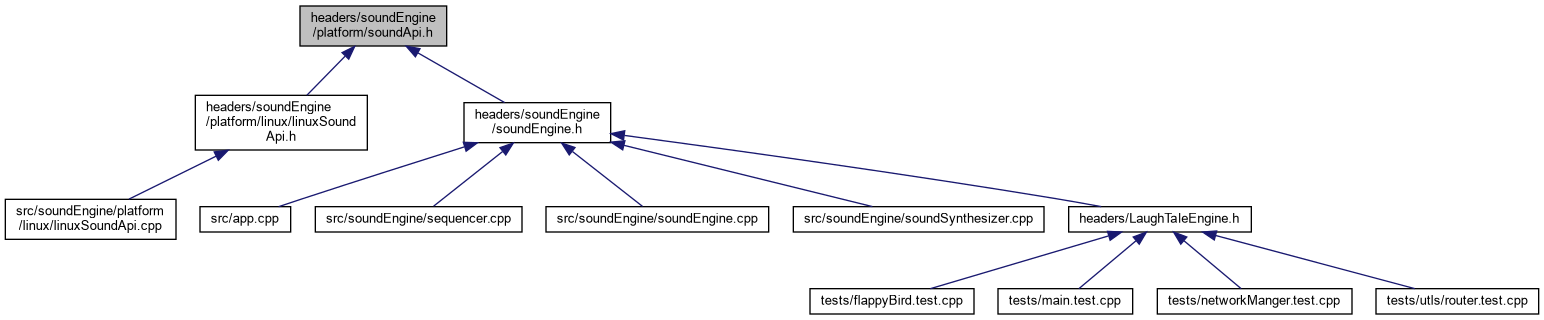 headers/soundEngine
/platform/soundApi.h
headers/soundEngine
/platform/linux/linuxSound
Api.h
headers/soundEngine
/soundEngine.h
src/soundEngine/platform
/linux/linuxSoundApi.cpp
src/app.cpp
src/soundEngine/sequencer.cpp
src/soundEngine/soundEngine.cpp
src/soundEngine/soundSynthesizer.cpp
headers/LaughTaleEngine.h
tests/flappyBird.test.cpp
tests/main.test.cpp
tests/networkManger.test.cpp
tests/utls/router.test.cpp